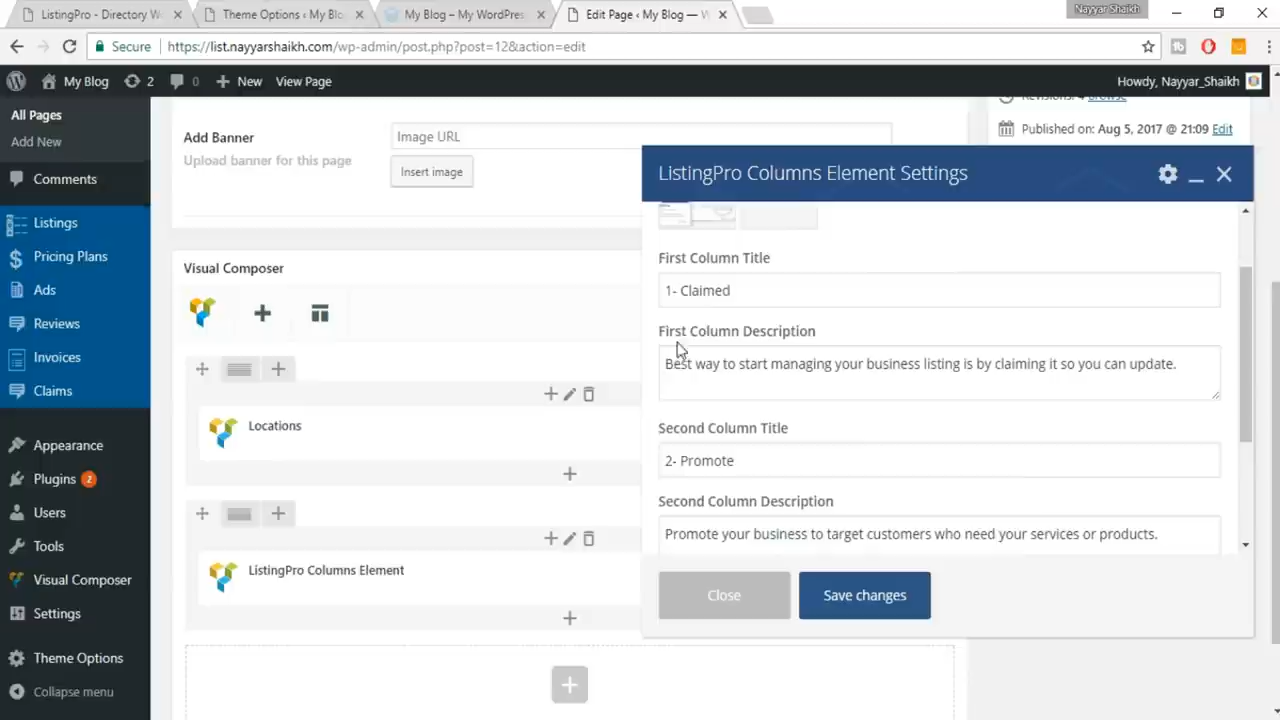 ListingPro - Directory W
Theme Options ‹ My Blo
My Blog – My WordPres
Edit Page ‹ My Blog — W
Nayyar Shaikh
Secure
https://list.nayyarshaikh.com/wp-admin/post.php?post=12&action=edit
My Blog
2
0
New
View Page
Howdy, Nayyar_Shaikh
All Pages
Add New
Comments
Listings
Pricing Plans
Ads
Reviews
Invoices
Claims
Appearance
Plugins 2
Users
Tools
Visual Composer
Settings
Theme Options
Collapse menu
Add Banner
Upload banner for this page
Image URL
Insert image
Revisions: 4 Browse
Published on: Aug 5, 2017 @ 21:09 Edit
Visual Composer
Locations
ListingPro Columns Element
ListingPro Columns Element Settings
First Column Title
1- Claimed
First Column Description
Best way to start managing your business listing is by claiming it so you can update.
Second Column Title
2- Promote
Second Column Description
Promote your business to target customers who need your services or products.
Close
Save changes